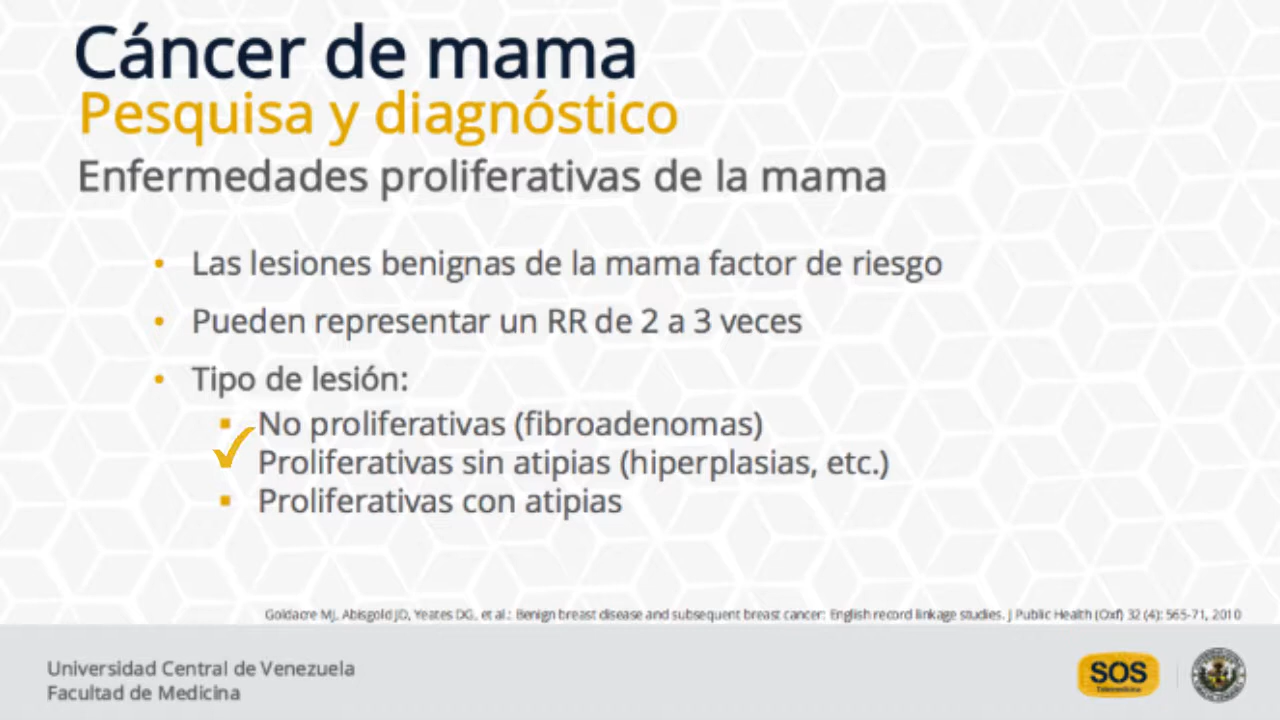 Cáncer de mama
Pesquisa y diagnóstico
Enfermedades proliferativas de la mama
• Las lesiones benignas de la mama factor de riesgo
• Pueden representar un RR de 2 a 3 veces
• Tipo de lesión:
▪ No proliferativas (fibroadenomas)
✓ Proliferativas sin atipias (hiperplasias, etc.)
▪ Proliferativas con atipias
Goldacre MJ, Abisgold JD, Yeates DG, et al.: Benign breast disease and subsequent breast cancer: English record linkage studies. J Public Health (Oxf) 32 (4): 565-71, 2010
Universidad Central de Venezuela
Facultad de Medicina
SOS
Telemedicina